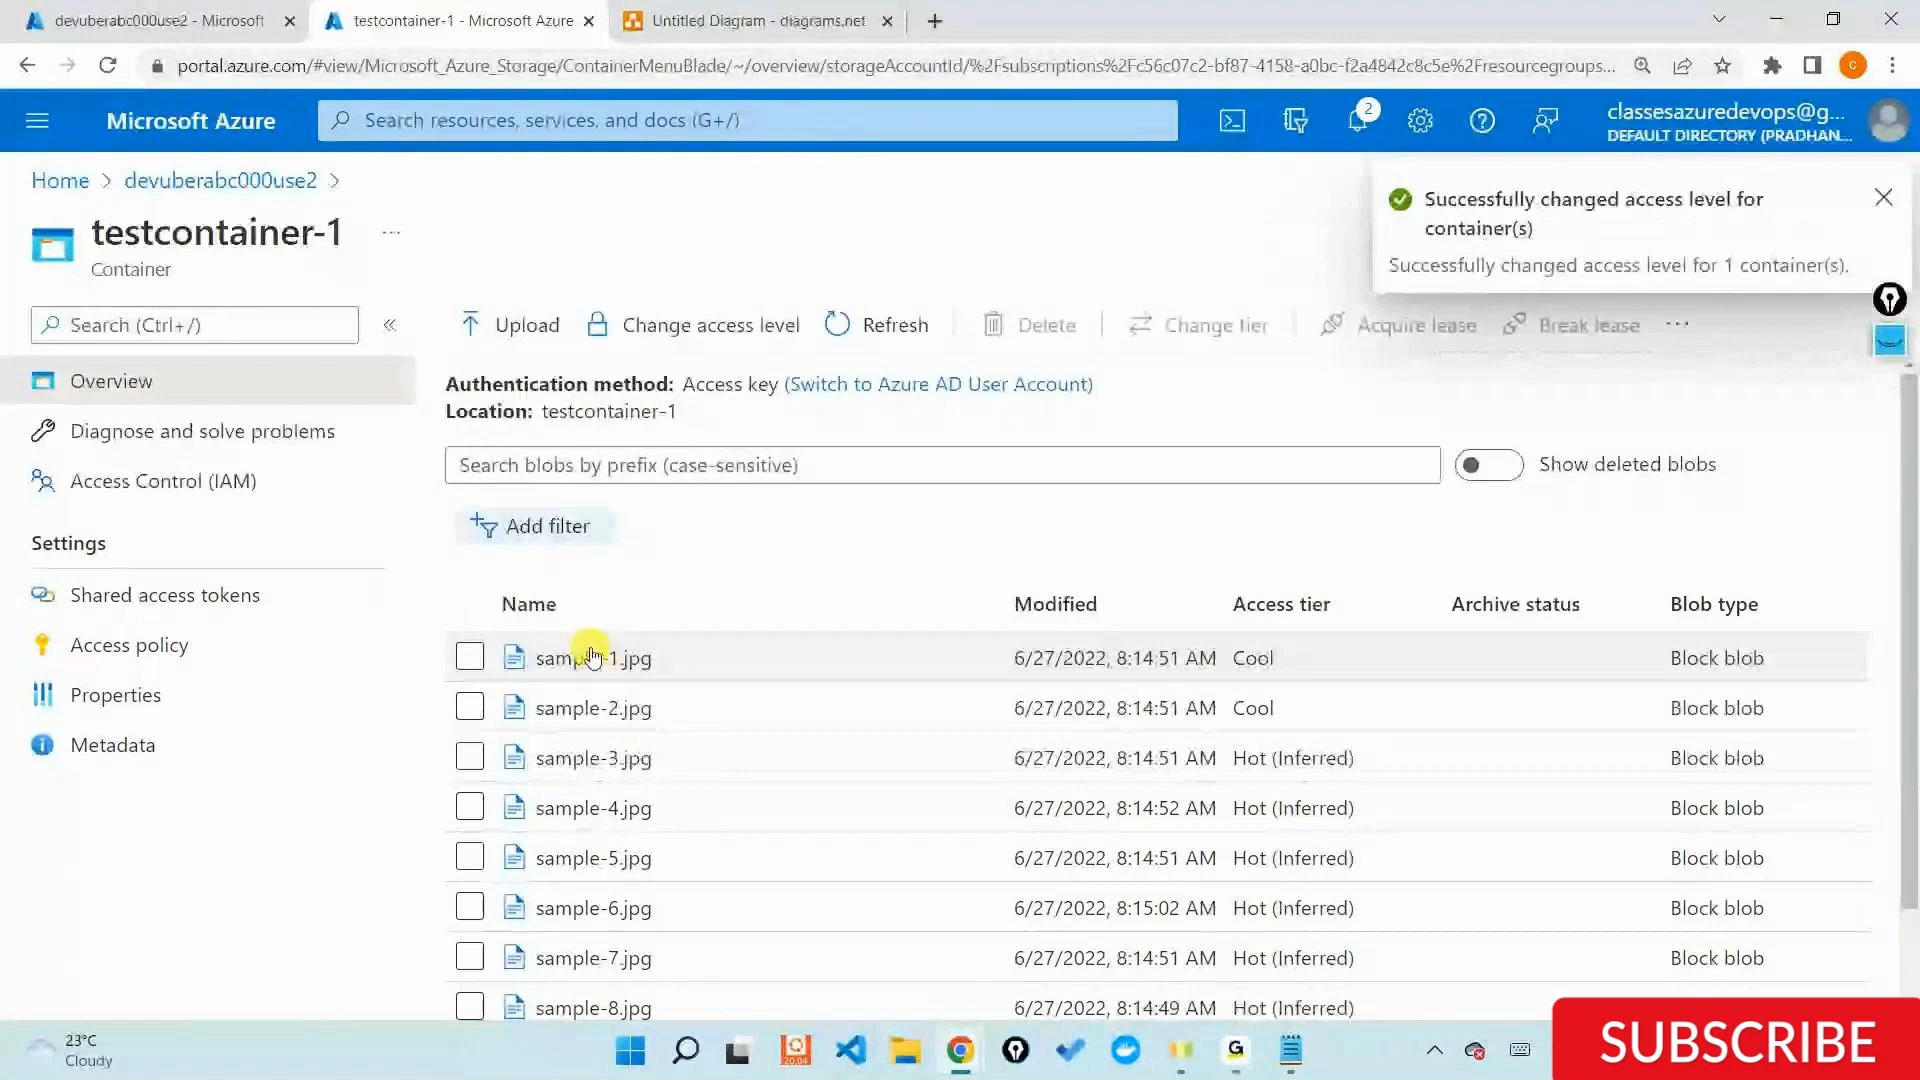 devuberabc000use2 - Microsoft
testcontainer-1 - Microsoft Azure
Untitled Diagram - diagrams.net
portal.azure.com/#view/Microsoft_Azure_Storage/ContainerMenuBlade/~/overview/storageAccountId/%2Fsubscriptions%2Fc56c07c2-bf87-4158-a0bc-f2a4842c8c5e%2Fresourcegroups...
C
Microsoft Azure
Search resources, services, and docs (G+/)
2
classesazuredevops@g...
DEFAULT DIRECTORY (PRADHAN...
Home > devuberabc000use2 >
Successfully changed access level for
container(s)
Successfully changed access level for 1 container(s).
testcontainer-1
Container
Search (Ctrl+/)
Upload
Change access level
Refresh
Delete
Change tier
Acquire lease
Break lease
Overview
Authentication method: Access key (Switch to Azure AD User Account)
Location: testcontainer-1
Diagnose and solve problems
Access Control (IAM)
Search blobs by prefix (case-sensitive)
Show deleted blobs
Add filter
Settings
Shared access tokens
Access policy
Properties
Metadata
Name Modified Access tier Archive status Blob type
sample-1.jpg 6/27/2022, 8:14:51 AM Cool Block blob
sample-2.jpg 6/27/2022, 8:14:51 AM Cool Block blob
sample-3.jpg 6/27/2022, 8:14:51 AM Hot (Inferred) Block blob
sample-4.jpg 6/27/2022, 8:14:52 AM Hot (Inferred) Block blob
sample-5.jpg 6/27/2022, 8:14:51 AM Hot (Inferred) Block blob
sample-6.jpg 6/27/2022, 8:15:02 AM Hot (Inferred) Block blob
sample-7.jpg 6/27/2022, 8:14:51 AM Hot (Inferred) Block blob
sample-8.jpg 6/27/2022, 8:14:49 AM Hot (Inferred)
23°C
Cloudy
20.04
G
SUBSCRIBE